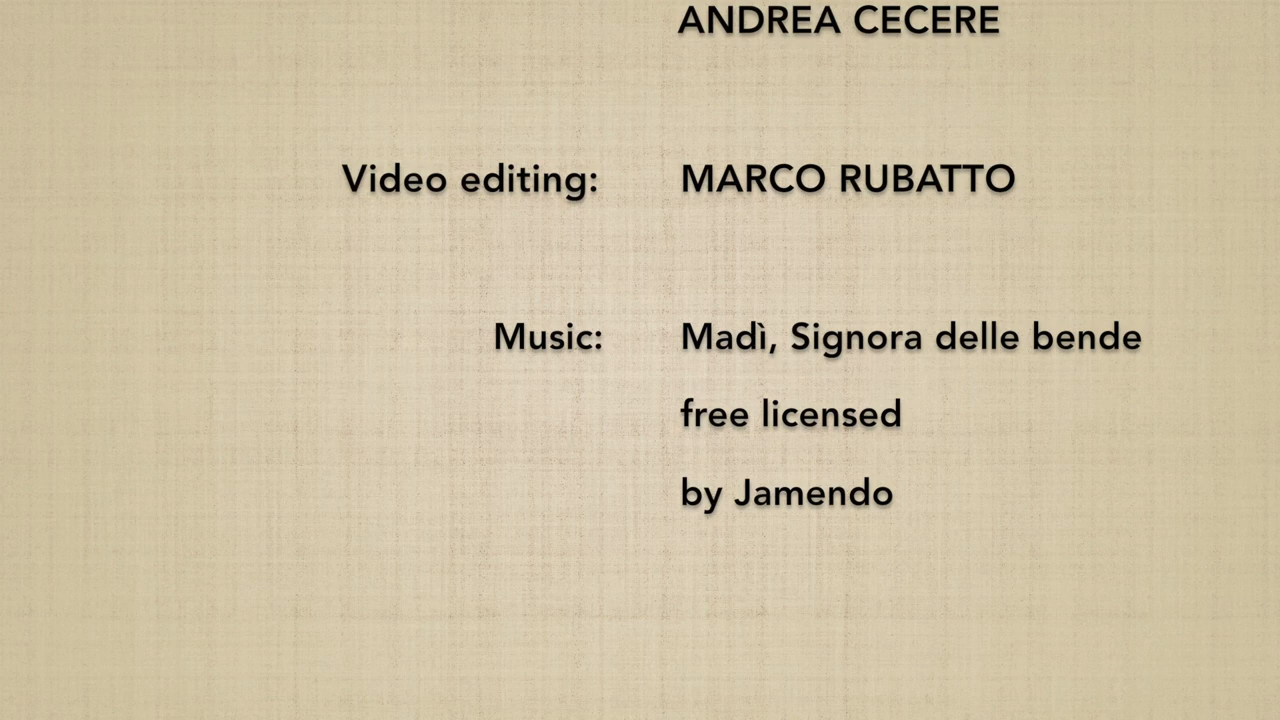 ANDREA CECERE
Video editing: MARCO RUBATTO
Music: Madì, Signora delle bende
free licensed
by Jamendo